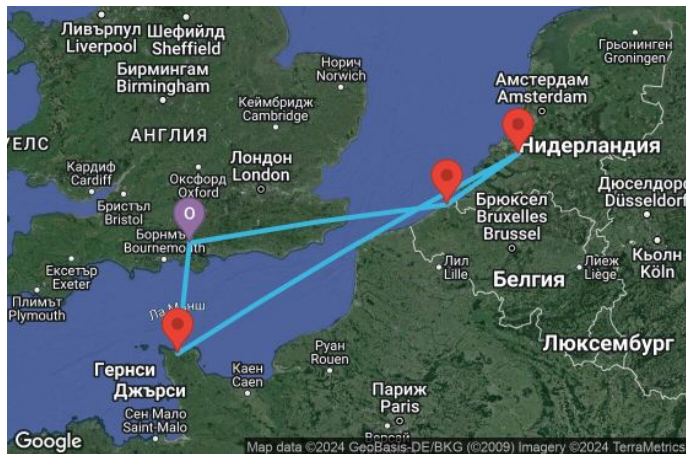 Ливърпул
Liverpool
Шефийлд
Sheffield
Норич
Norwich
Грьонинген
Groningen
Бирмингам
Birmingham
Амстердам
Amsterdam
Кеймбридж
Cambridge
УЕЛС
АНГЛИЯ
Нидерландия
Кардиф
Cardiff
Оксфорд
Oxford
Лондон
London
Дюселдорф
Düsseldorf
Бристъл
Bristol
O
Брюксел
Bruxelles
Brussel
Борнмъ
Bournemouth
Ексетър
Exeter
Лил
Lille
Лиеж
Liège
Кьолн
Köln
Белгия
Плимът
Plymouth
Ла Манш
Люксембург
Гернси
Джърси
Каен
Caen
Руан
Rouen
Париж
Paris
Сен Мало
Saint-Malo
Версай
Google
Map data ©2024 GeoBasis-DE/BKG (©2009) Imagery ©2024 TerraMetrics